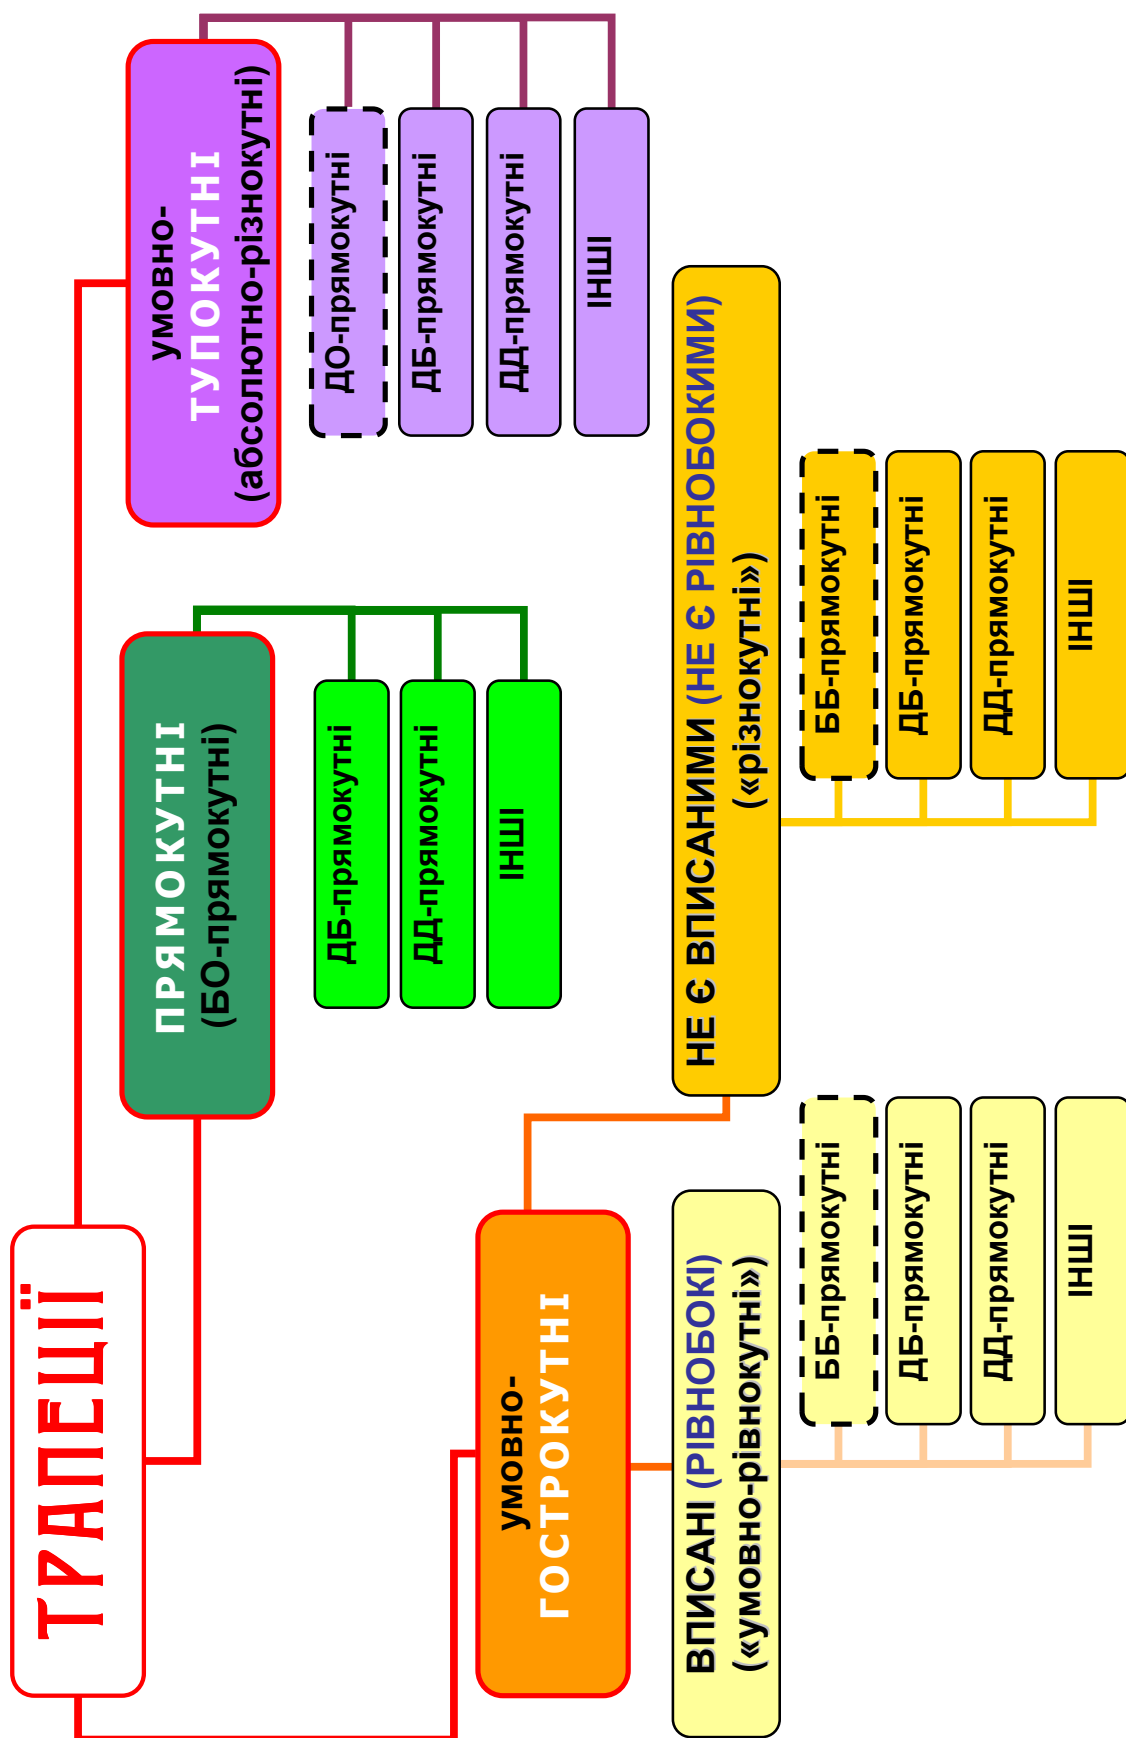 ТРАПЕЦІЇ
умовно-
ГОСТРОКУТНІ
ПРЯМОКУТНІ
(БО-прямокутні)
умовно-
ТУПОКУТНІ
(абсолютно-різнокутні)
ДБ-прямокутні
ДД-прямокутні
ІНШІ
ДО-прямокутні
ДБ-прямокутні
ДД-прямокутні
ІНШІ
ВПИСАНІ (РІВНОБОКІ)
(«умовно-рівнокутні»)
НЕ Є ВПИСАНИМИ (НЕ Є РІВНОБОКИМИ)
(«різнокутні»)
ББ-прямокутні
ДБ-прямокутні
ДД-прямокутні
ІНШІ
ББ-прямокутні
ДБ-прямокутні
ДД-прямокутні
ІНШІ